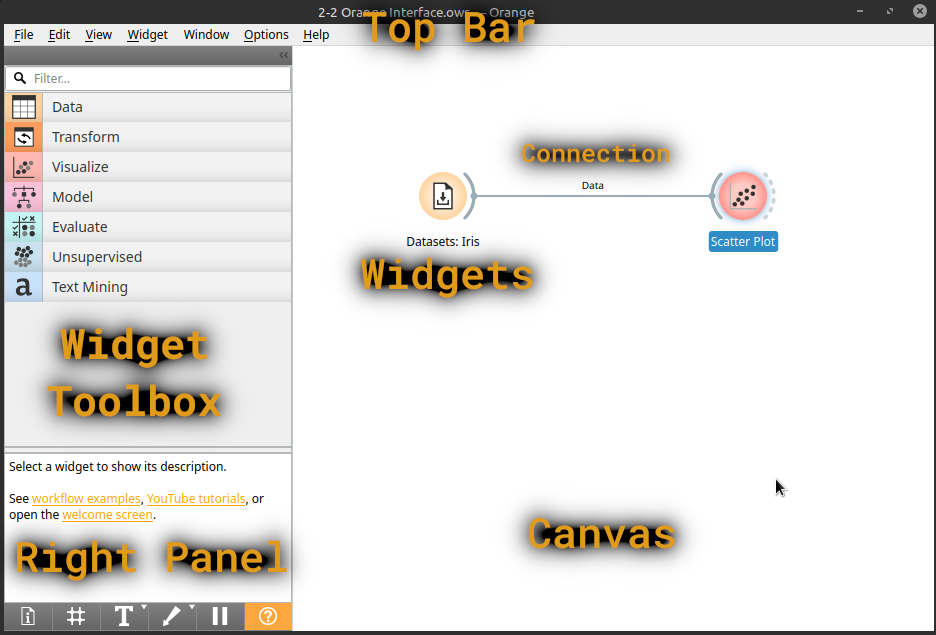 2-2 Orange Interface.ows - Orange
Top Bar
File Edit View Widget Window Options Help
Filter...
Data
Transform
Visualize
Model
Evaluate
Unsupervised
a Text Mining
Connection
Data
Datasets: Iris
Scatter Plot
Widgets
Widget
Toolbox
Select a widget to show its description.
See workflow examples, YouTube tutorials, or
open the welcome screen.
Canvas
Right Panel
T
?